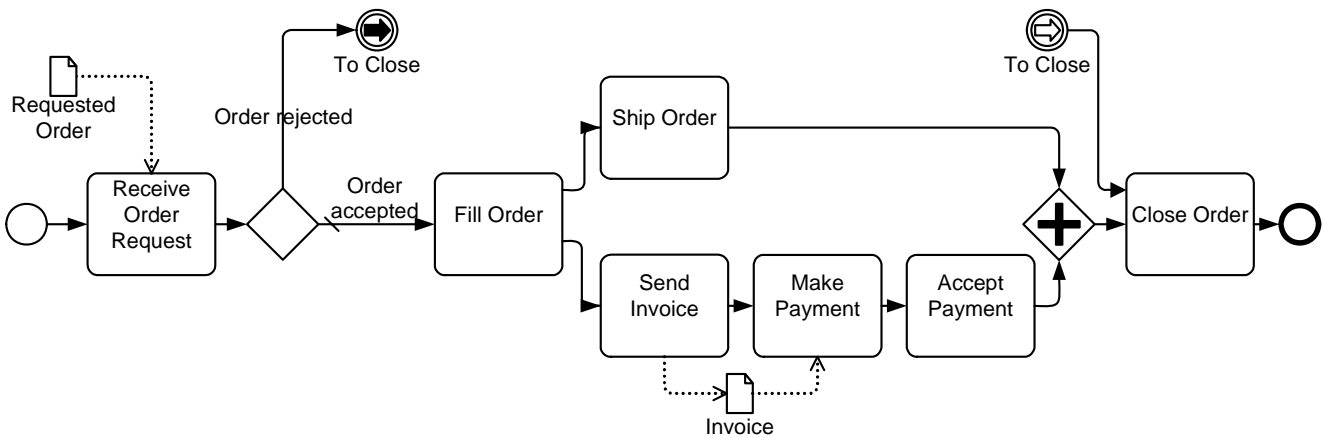 To Close
To Close
Requested
Order
Order rejected
Ship Order
Receive
Order
Request
Order
accepted
Fill Order
Close Order
Send
Invoice
Make
Payment
Accept
Payment
Invoice